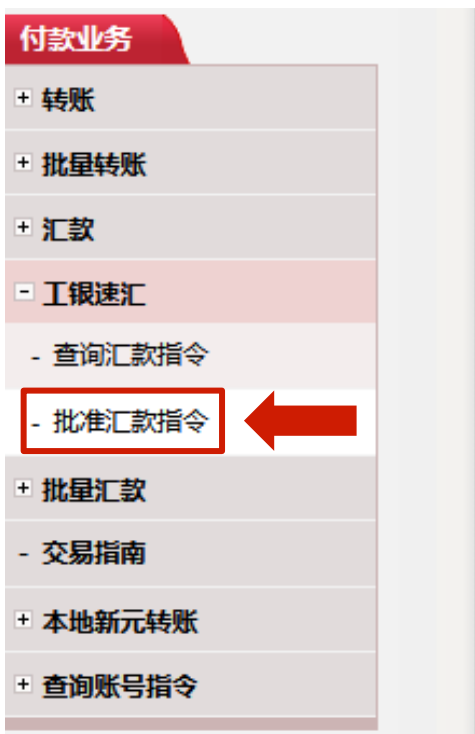 付款业务
转账
批量转账
汇款
工银速汇
- 查询汇款指令
- 批准汇款指令
批量汇款
- 交易指南
本地新元转账
查询账号指令